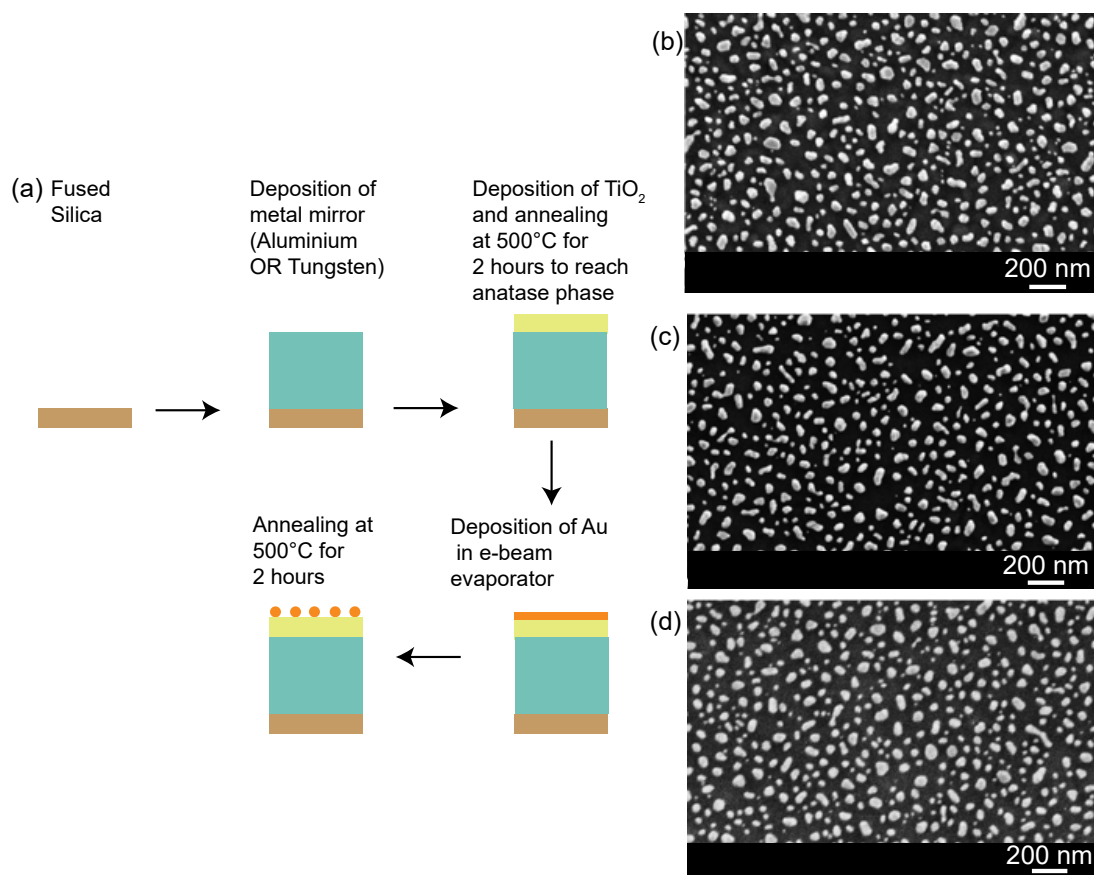 (a) Fused
Silica
Deposition of
metal mirror
(Aluminium
OR Tungsten)
Deposition of TiO₂
and annealing
at 500°C for
2 hours to reach
anatase phase
Deposition of Au
in e-beam
evaporator
Annealing at
500°C for
2 hours
(b)
200 nm
(c)
200 nm
(d)
200 nm